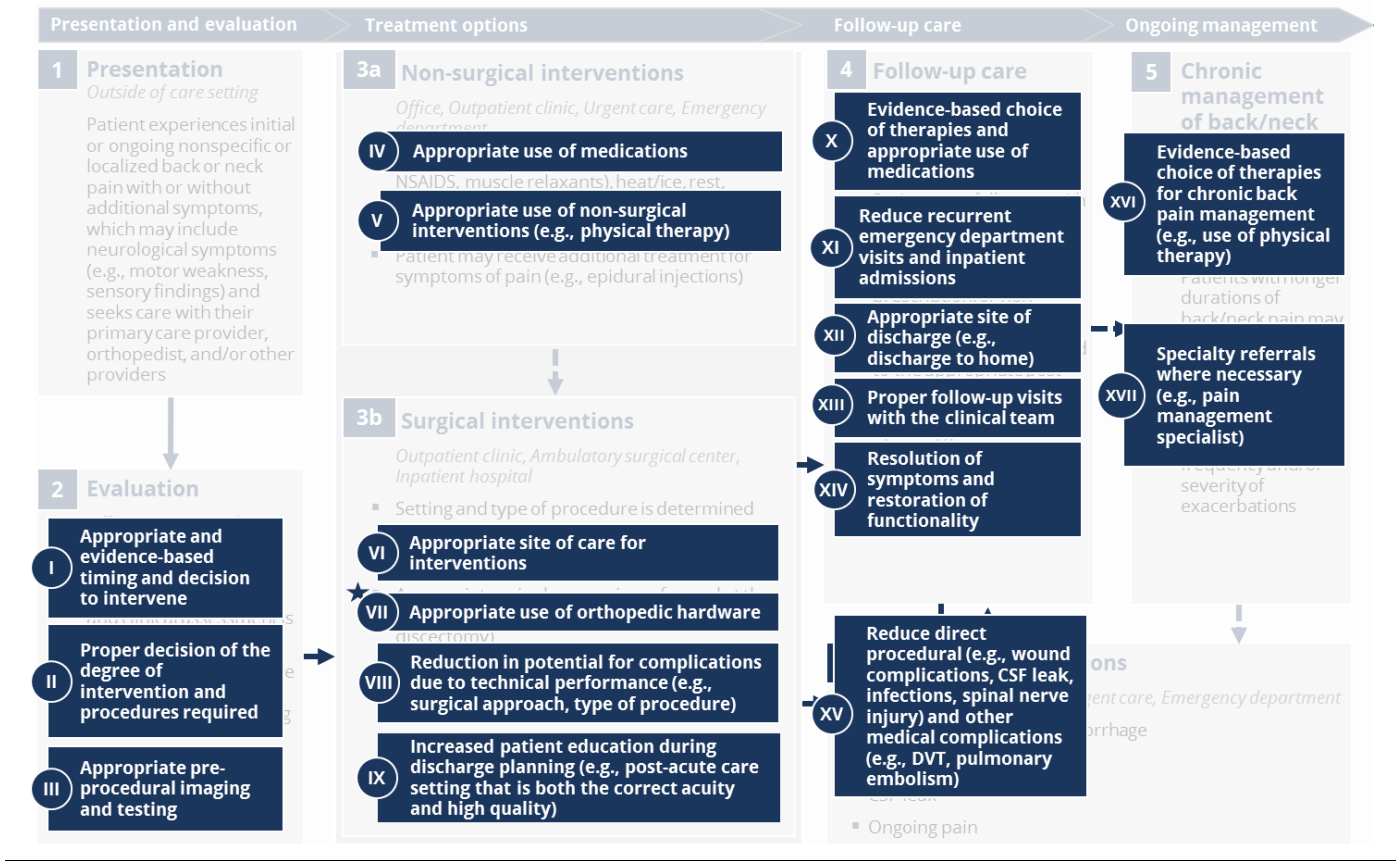 Presentation and evaluation
Treatment options
Follow-up care
Ongoing management
1
Presentation
Outside of care setting
Patient experiences initial
or ongoing nonspecific or
localized back or neck
pain with or without
additional symptoms,
which may include
neurological symptoms
(e.g., motor weakness,
sensory findings) and
seeks care with their
primary care provider,
orthopedist, and/or other
providers
2
Evaluation
I
Appropriate and
evidence-based
timing and decision
to intervene
II
Proper decision of the
degree of
intervention and
procedures required
III
Appropriate pre-
procedural imaging
and testing
3a
Non-surgical interventions
Office, Outpatient clinic, Urgent care, Emergency
department
IV
Appropriate use of medications
NSAIDS, muscle relaxants), heat/ice, rest,
V
Appropriate use of non-surgical
interventions (e.g., physical therapy)
▪ Patient may receive additional treatment for
symptoms of pain (e.g., epidural injections)
3b
Surgical interventions
Outpatient clinic, Ambulatory surgical center,
Inpatient hospital
▪ Setting and type of procedure is determined
VI
Appropriate site of care for
interventions
VII
Appropriate use of orthopedic hardware
discectomy)
VIII
Reduction in potential for complications
due to technical performance (e.g.,
surgical approach, type of procedure)
IX
Increased patient education during
discharge planning (e.g., post-acute care
setting that is both the correct acuity
and high quality)
4
Follow-up care
X
Evidence-based choice
of therapies and
appropriate use of
medications
XI
Reduce recurrent
emergency department
visits and inpatient
admissions
XII
Appropriate site of
discharge (e.g.,
discharge to home)
XIII
Proper follow-up visits
with the clinical team
XIV
Resolution of
symptoms and
restoration of
functionality
XV
Reduce direct
procedural (e.g., wound
complications, CSF leak,
infections, spinal nerve
injury) and other
medical complications
(e.g., DVT, pulmonary
embolism)
care, Emergency department
CSF leak
▪ Ongoing pain
5
Chronic
management
of back/neck
XVI
Evidence-based
choice of therapies
for chronic back
pain management
(e.g., use of physical
therapy)
Patients with longer
durations of
back/neck pain may
XVII
Specialty referrals
where necessary
(e.g., pain
management
specialist)
frequency and/or
severity of
exacerbations